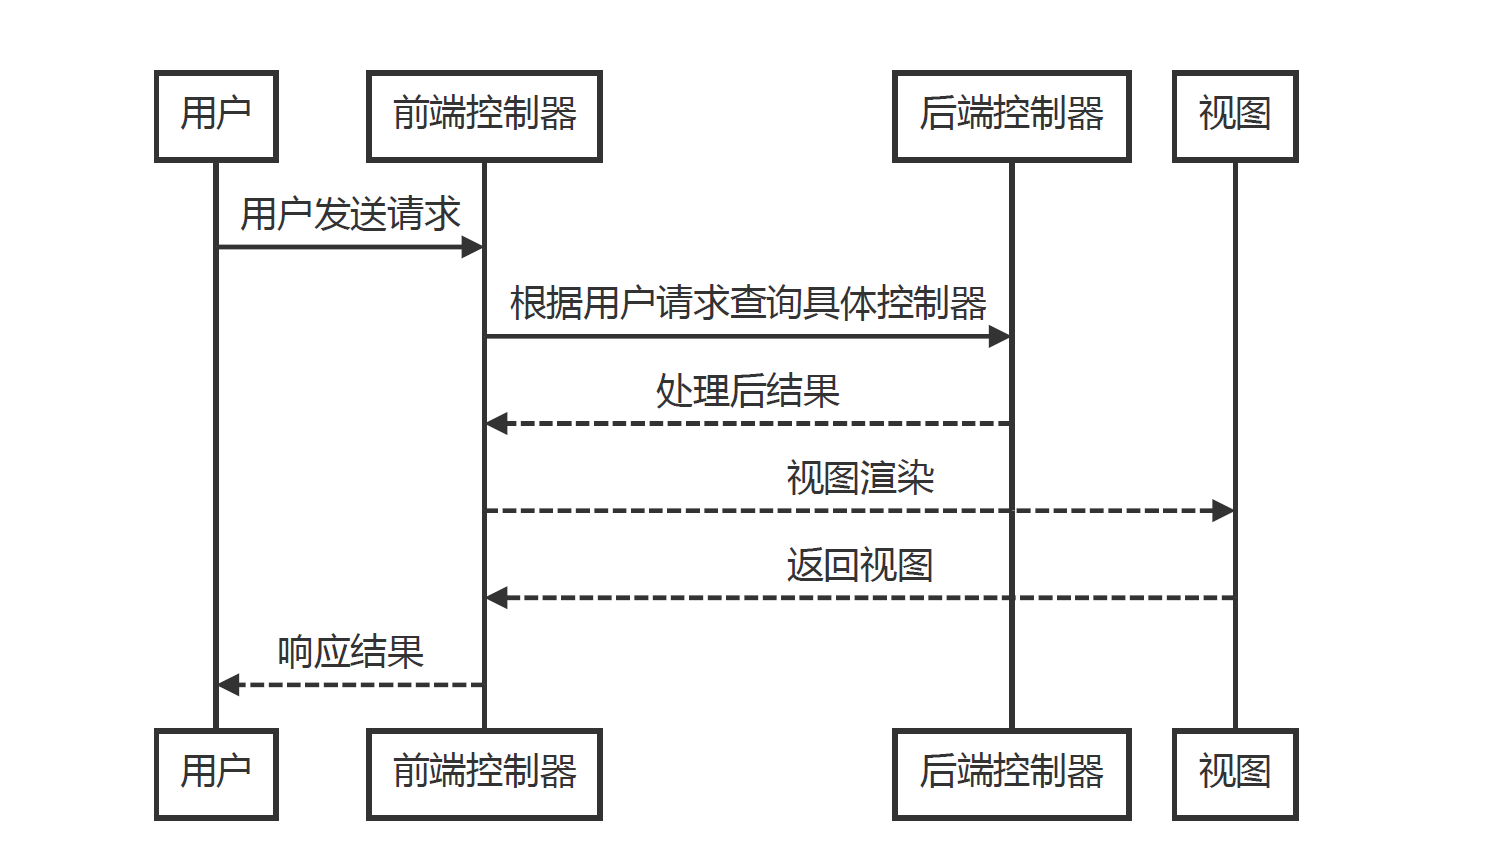 用户
前端控制器
后端控制器
视图
用户发送请求
根据用户请求查询具体控制器
处理后结果
视图渲染
返回视图
响应结果
用户
前端控制器
后端控制器
视图